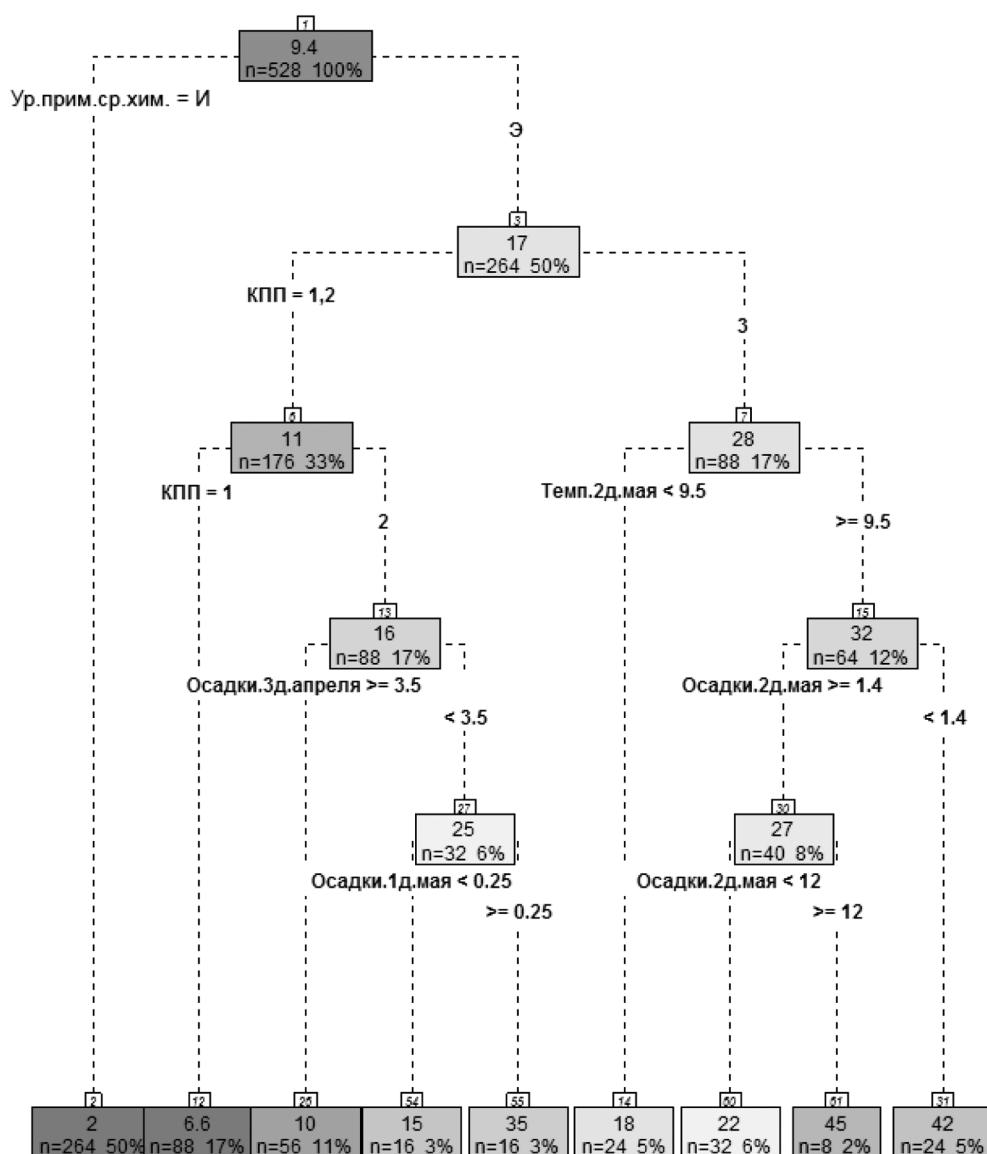 1
9.4
n=528 100%
Ур.прим.ср.хим. = И
Э
3
17
n=264 50%
КПП = 1,2
3
6
11
n=176 33%
7
28
n=88 17%
КПП = 1
2
Темп.2д.мая < 9.5
>= 9.5
13
16
n=88 17%
15
32
n=64 12%
Осадки.3д.апреля >= 3.5
< 3.5
Осадки.2д.мая >= 1.4
< 1.4
27
25
n=32 6%
30
27
n=40 8%
Осадки.1д.мая < 0.25
>= 0.25
Осадки.2д.мая < 12
>= 12
2
2
n=264 50%
12
6.6
n=88 17%
26
10
n=56 11%
54
15
n=16 3%
55
35
n=16 3%
14
18
n=24 5%
60
22
n=32 6%
61
45
n=8 2%
31
42
n=24 5%